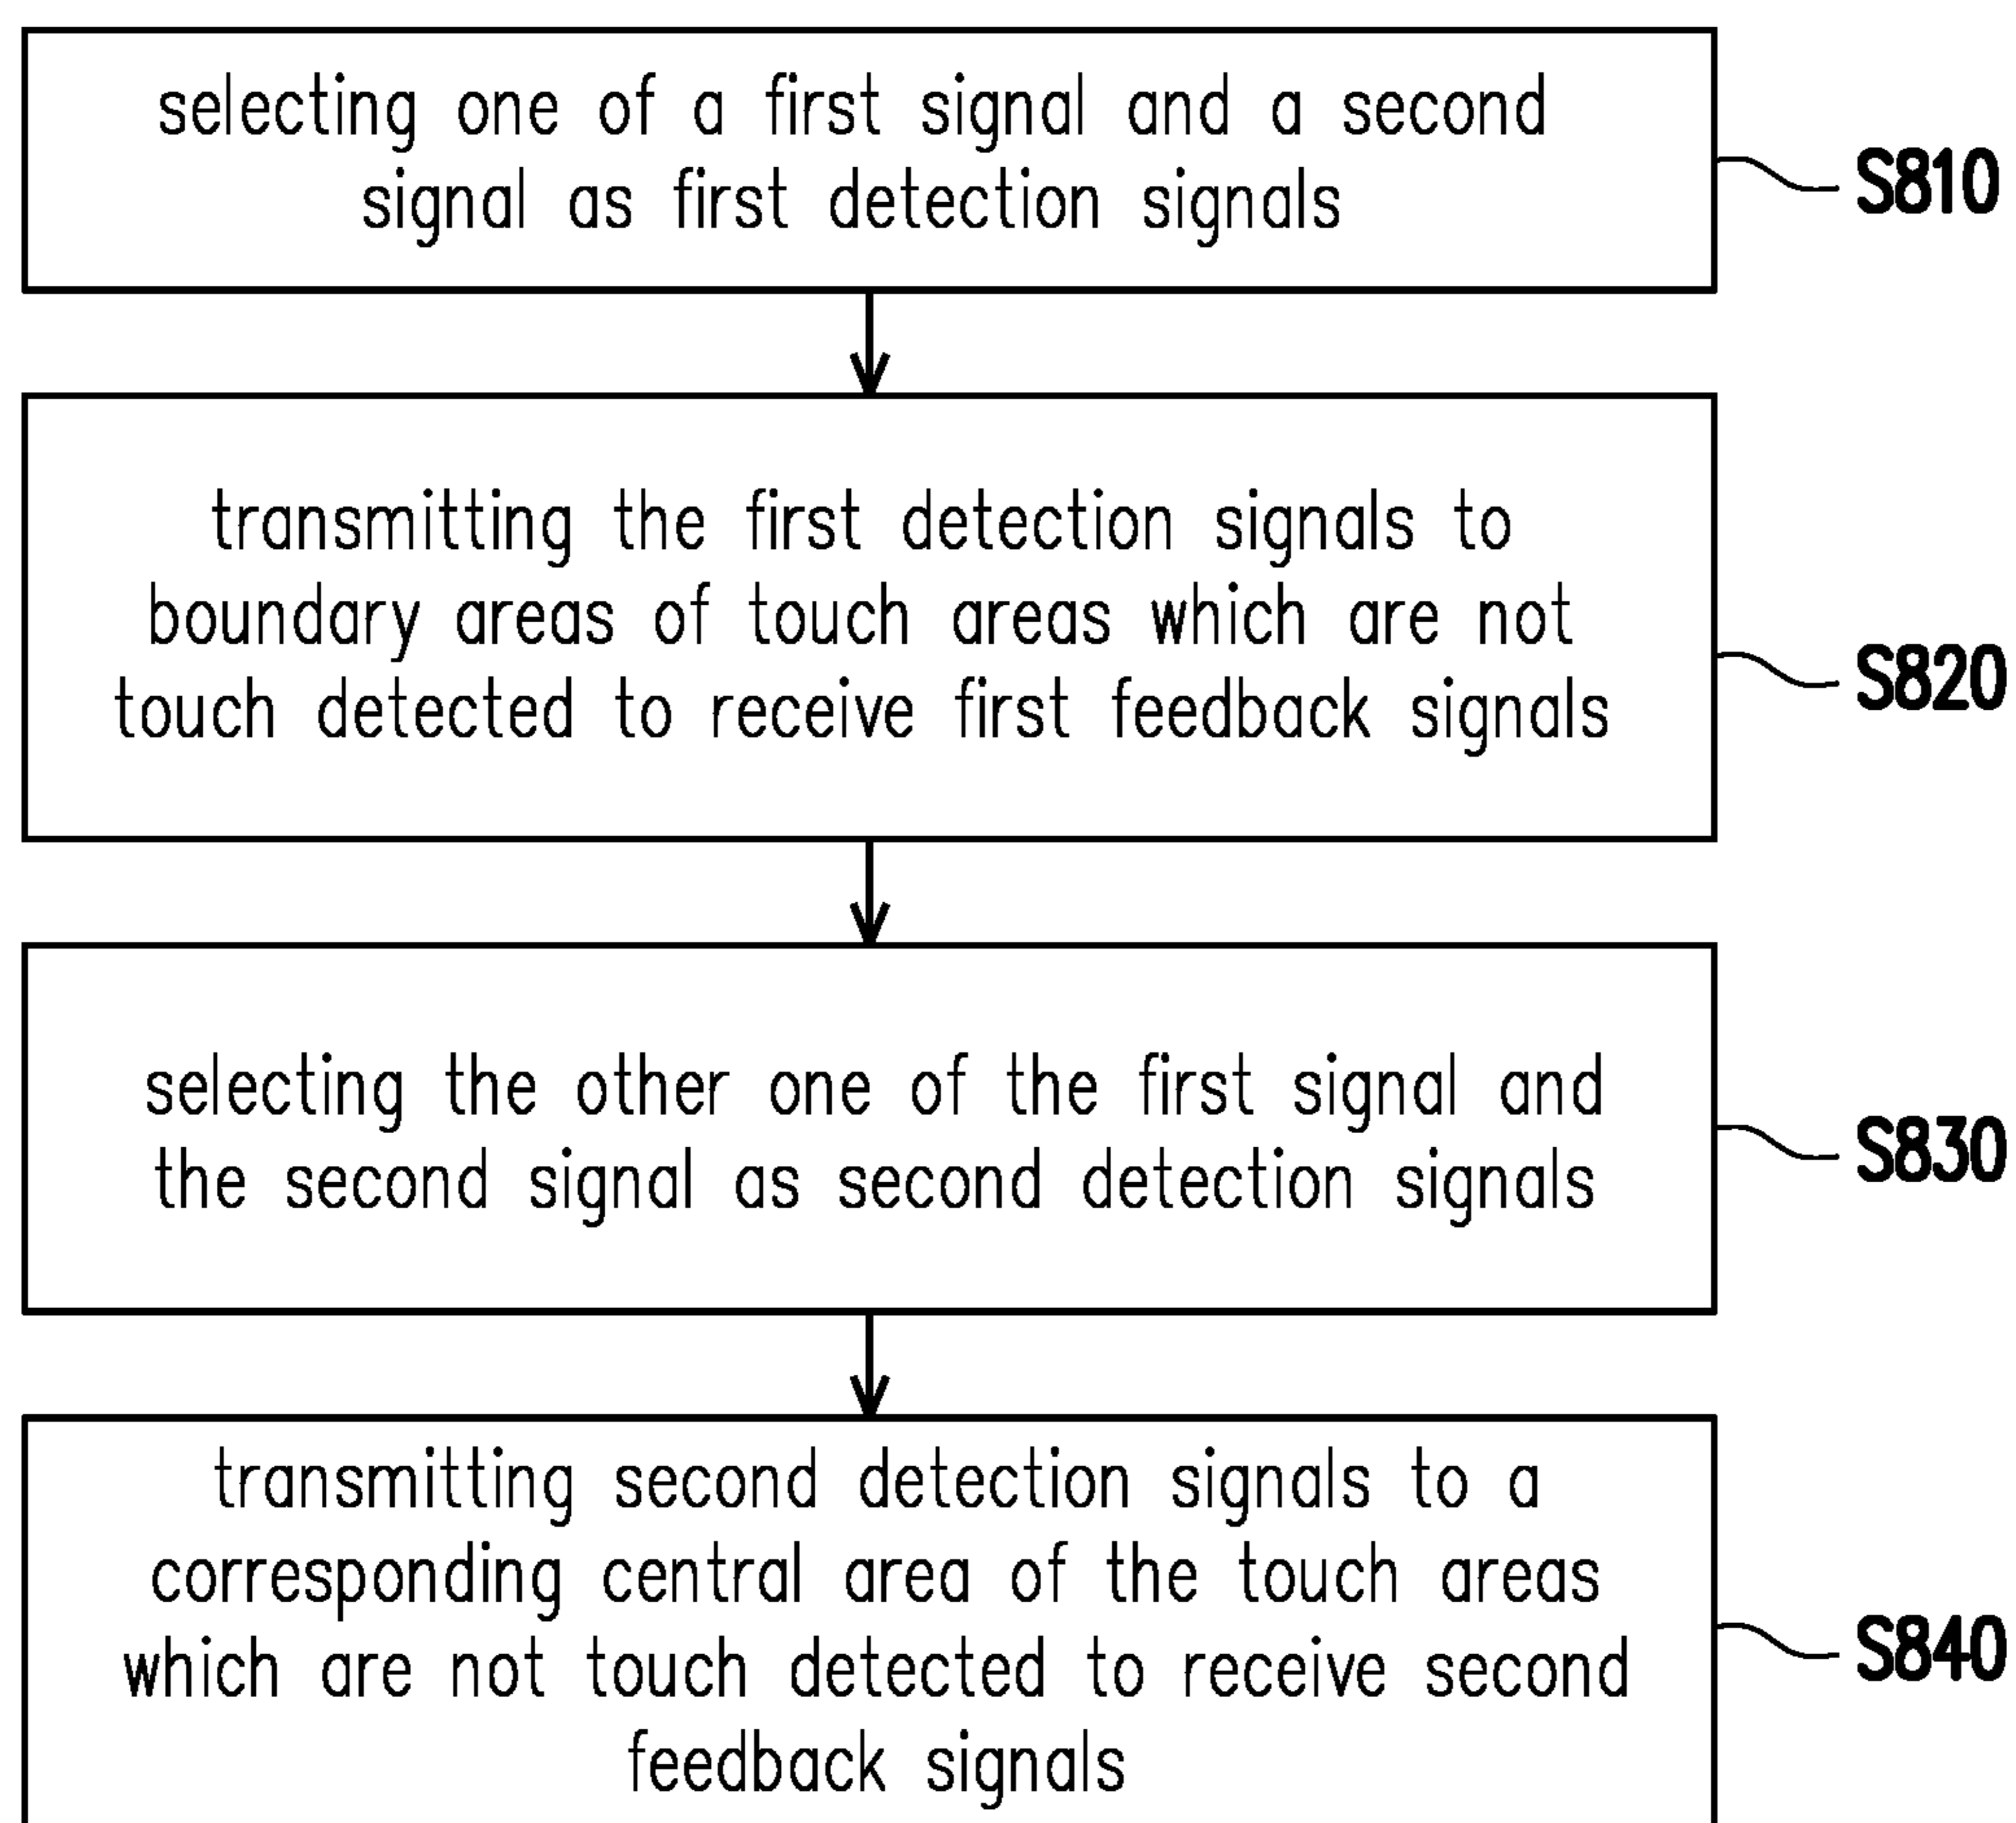 selecting one of a first signal and a second
signal as first detection signals
S810
transmitting the first detection signals to
boundary areas of touch areas which are not
touch detected to receive first feedback signals
S820
selecting the other one of the first signal and
the second signal as second detection signals
S830
transmitting second detection signals to a
corresponding central area of the touch areas
which are not touch detected to receive second
feedback signals
S840